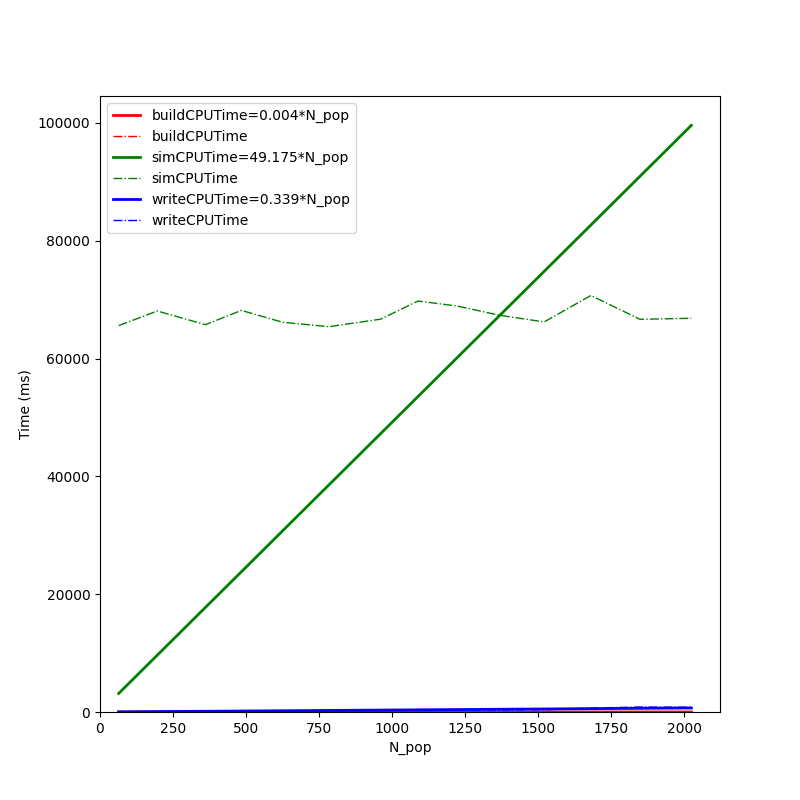 buildCPUTime=0.004*N_pop
buildCPUTime
simCPUTime=49.175*N_pop
simCPUTime
writeCPUTime=0.339*N_pop
writeCPUTime
100000
80000
60000
40000
20000
0
Time (ms)
0 250 500 750 1000 1250 1500 1750 2000
N_pop